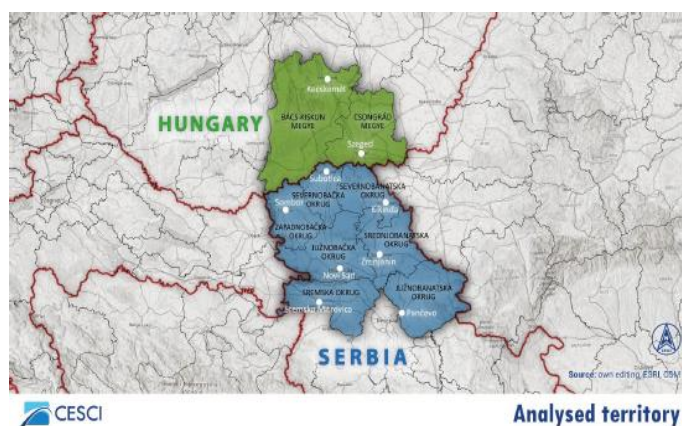 Kecskemét
HUNGARY
BÁCS-KISKUN
MEGYE
CSONGRÁD
MEGYE
Szeged
Subotica
SEVERNOBAČKA
OKRUG
SEVERNOBANATSKA
OKRUG
Sombor
Kikinda
ZAPADNOBAČKA
OKRUG
SREDNJOBANATSKA
OKRUG
JUŽNOBAČKA
OKRUG
Zrenjanin
Novi Sad
SREMSKA OKRUG
JUŽNOBANATSKA
OKRUG
Sremska Mitrovica
Pančevo
SERBIA
Source: own editing, ESRI, OSM
CESCI
Analysed territory